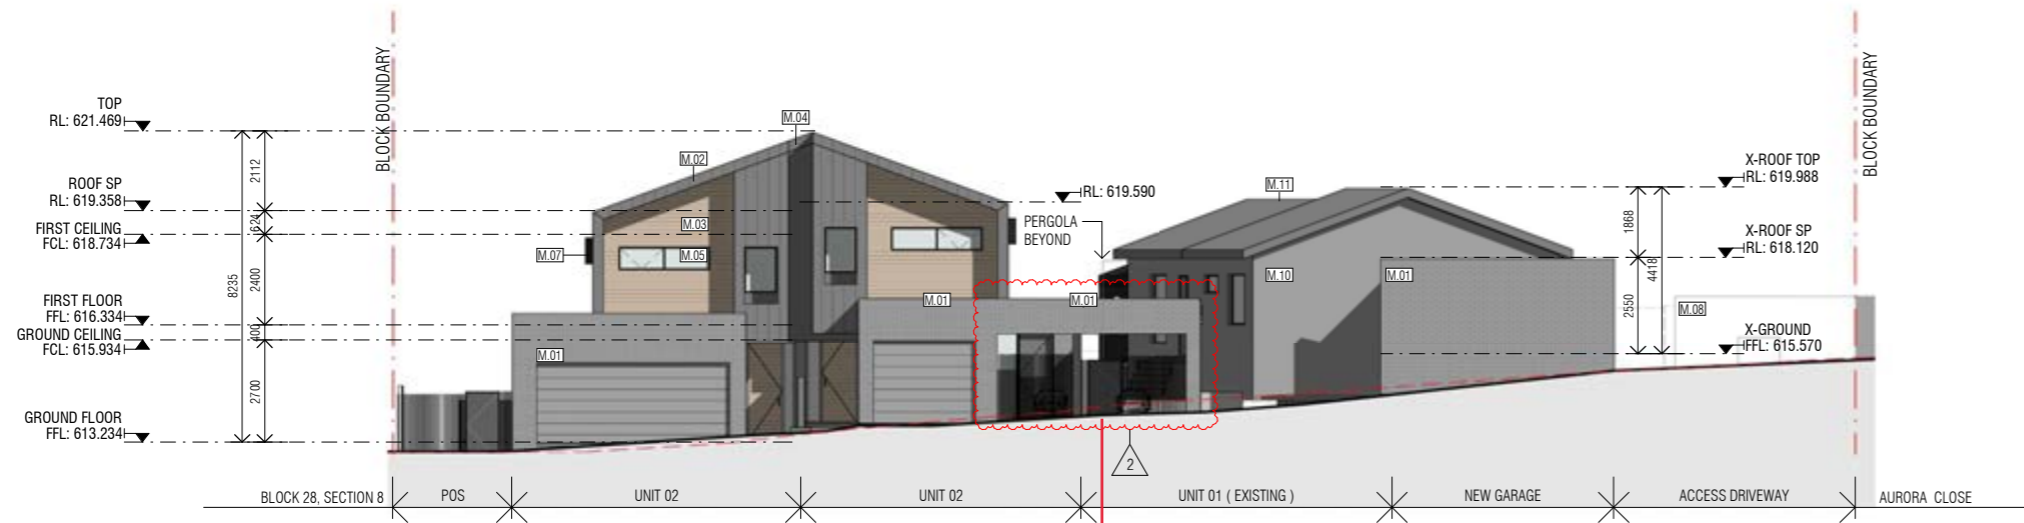 TOP
RL: 621.469
ROOF SP
RL: 619.358
FIRST CEILING
FCL: 618.734
FIRST FLOOR
FFL: 616.334
GROUND CEILING
FCL: 615.934
GROUND FLOOR
FFL: 613.234
8235
2112
624
2400
400
2700
BLOCK BOUNDARY
M.04
M.02
M.03
M.07
M.05
M.01
M.01
M.01
RL: 619.590
PERGOLA
BEYOND
M.11
M.10
M.01
M.08
2
1868
4418
2550
X-ROOF TOP
RL: 619.988
X-ROOF SP
RL: 618.120
X-GROUND
FFL: 615.570
BLOCK BOUNDARY
BLOCK 28, SECTION 8
POS
UNIT 02
UNIT 02
UNIT 01 ( EXISTING )
NEW GARAGE
ACCESS DRIVEWAY
AURORA CLOSE